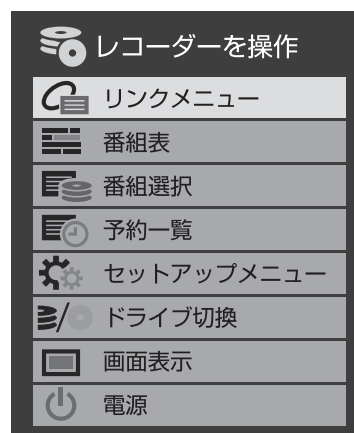 レコーダーを操作
リンクメニュー
番組表
番組選択
予約一覧
セットアップメニュー
ドライブ切換
画面表示
電源